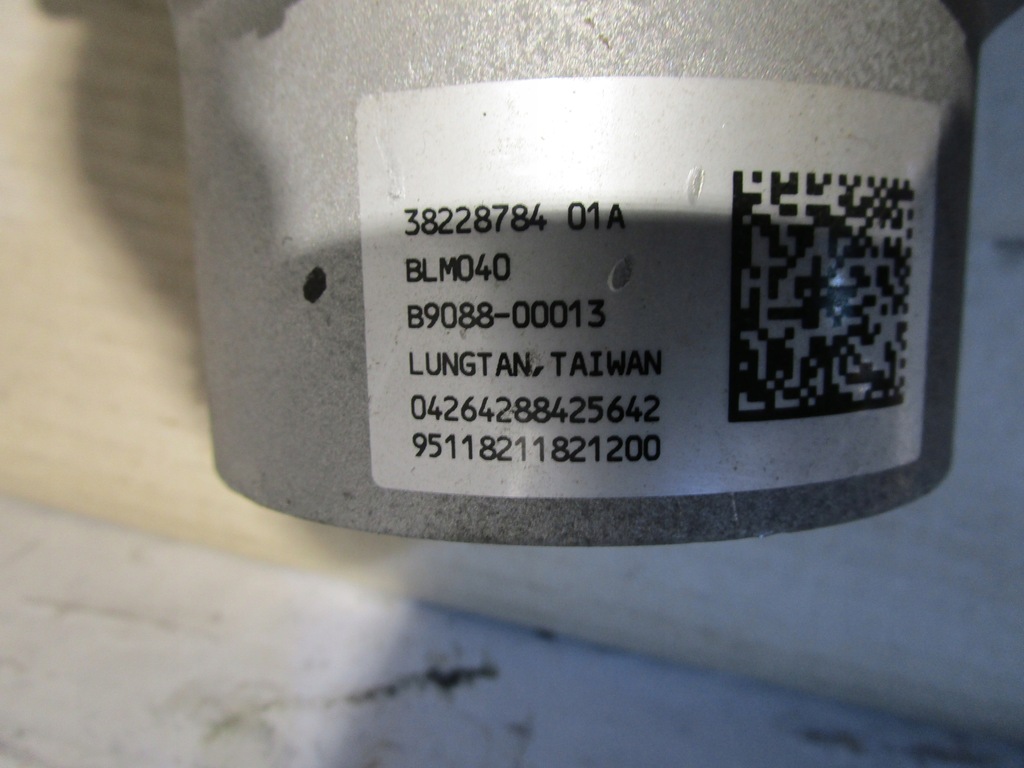 38228784 01A
BLM040
B9088-00013
LUNGTAN, TAIWAN
04264288425642
95118211821200